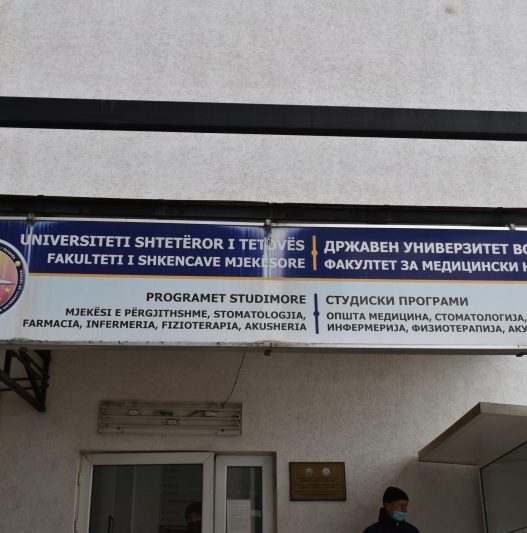 UNIVERSITETI SHTETËROR I TETOVËS
FAKULTETI I SHKENCAVE MJEKËSORE
PROGRAMET STUDIMORE
MJEKËSI E PËRGJITHSHME, STOMATOLOGJIA,
FARMACIA, INFERMERIA, FIZIOTERAPIA, AKUSHERIA
ДРЖАВЕН УНИВЕРЗИТЕТ ВО
ФАКУЛТЕТ ЗА МЕДИЦИНСКИ Н
СТУДИСКИ ПРОГРАМИ
ОПШТА МЕДИЦИНА, СТОМАТОЛОГИЈА,
ИНФЕРМЕРИЈА, ФИЗИОТЕРАПИЈА, АКУ